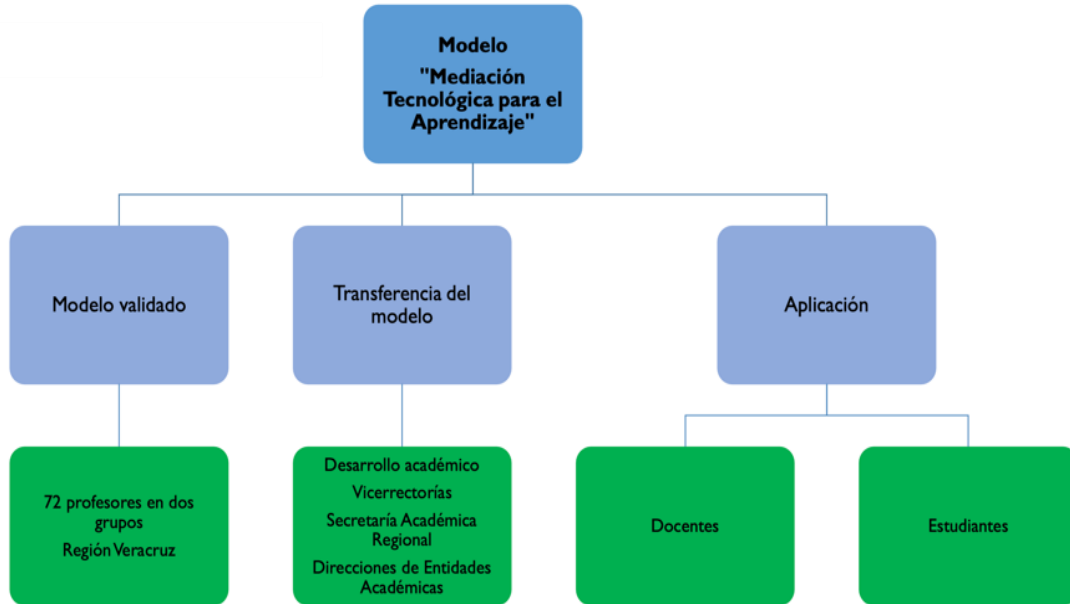 Modelo
"Mediación
Tecnológica para el
Aprendizaje"
Modelo validado
Transferencia del
modelo
Aplicación
72 profesores en dos
grupos
Región Veracruz
Desarrollo académico
Vicerrectorías
Secretaría Académica
Regional
Direcciones de Entidades
Académicas
Docentes
Estudiantes